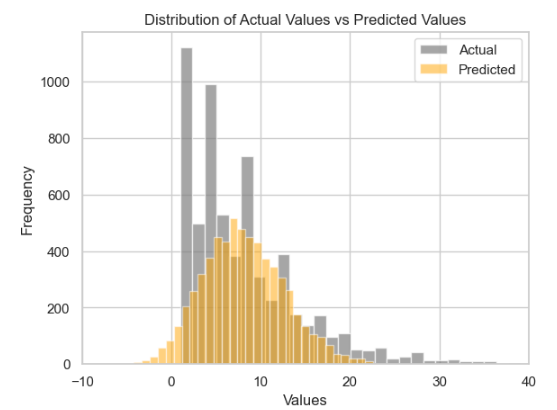 Distribution of Actual Values vs Predicted Values
Actual
Predicted
Frequency
1000
800
600
400
200
0
−10
0
10
20
30
40
Values